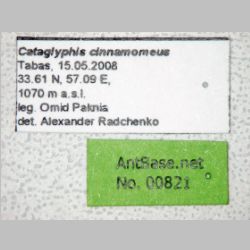 Cataglyphis cinnamomeus
Tabas, 15.05.2008
33.61 N, 57.09 E,
1070 m a.s.l.
leg. Omid Paknia
det. Alexander Radchenko
AntBase.net
No. 00821